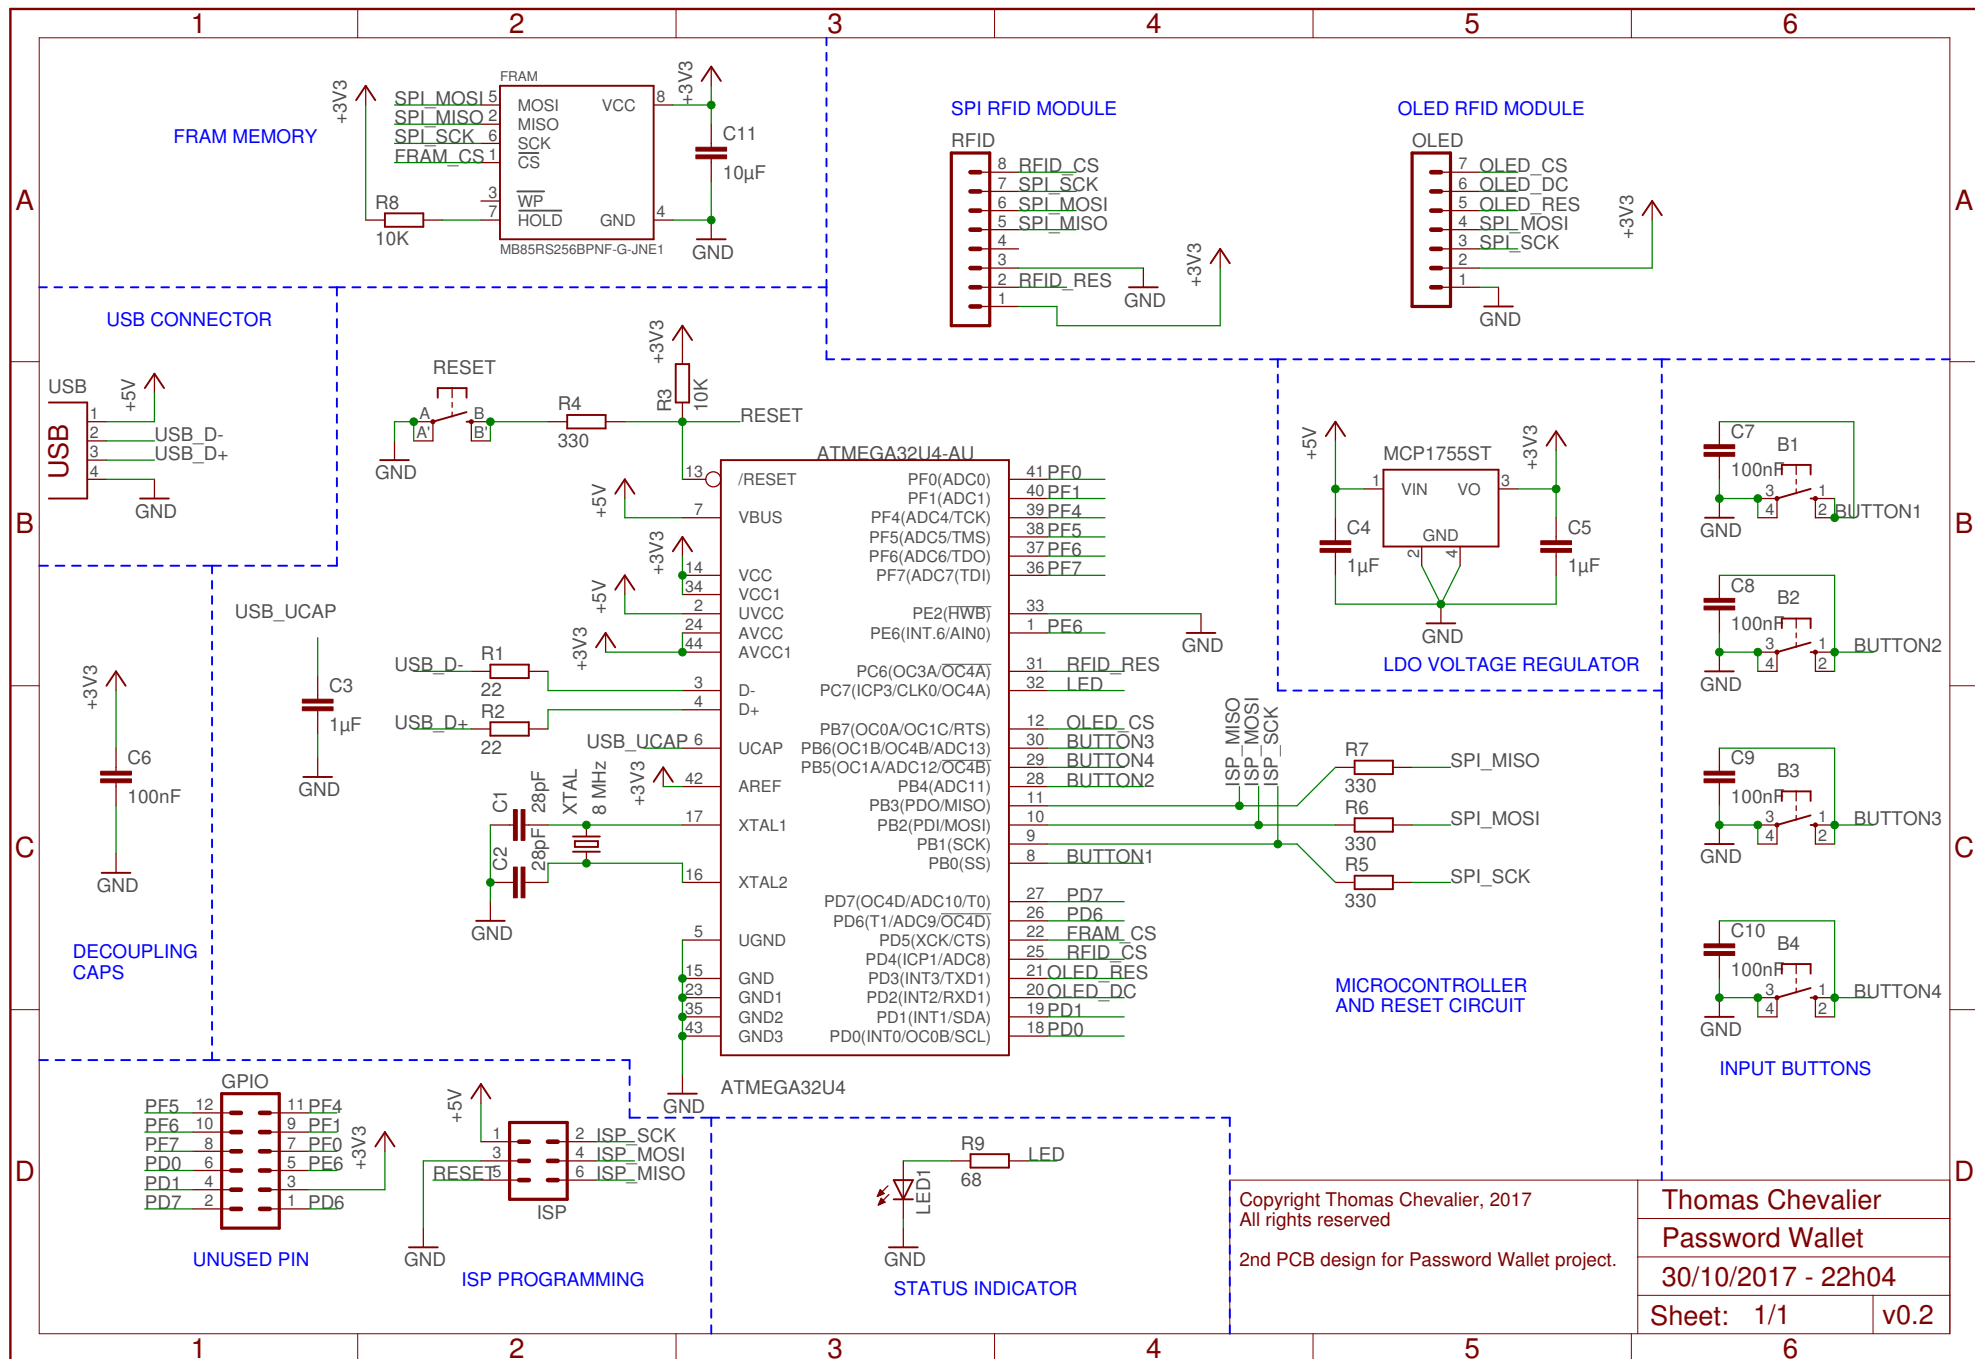 1 2 3 4 5 6
A
A
B
B
C
C
D
D
FRAM MEMORY
+3V3
SPI_MOSI 5
SPI_MISO 2
SPI_SCK 6
FRAM_CS 1
3
7
R8
10K
FRAM
MOSI VCC
MISO
SCK
CS
WP
HOLD GND
MB85RS256BPNF-G-JNE1
8
4
+3V3
C11
10µF
GND
SPI RFID MODULE
RFID
8 RFID_CS
7 SPI_SCK
6 SPI_MOSI
5 SPI_MISO
4
3
2 RFID_RES
1
GND
+3V3
OLED RFID MODULE
OLED
7 OLED_CS
6 OLED_DC
5 OLED_RES
4 SPI_MOSI
3 SPI_SCK
2
1
+3V3
GND
USB CONNECTOR
USB
USB
1
2 USB_D-
3 USB_D+
4
+5V
GND
RESET
A B
A' B'
GND
R4
330
+3V3
R3
10K
RESET
ATMEGA32U4-AU
13 /RESET
+5V
7 VBUS
+3V3
14 VCC
34 VCC1
+5V
2 UVCC
24 AVCC
44 AVCC1
+3V3
USB_D- R1
22
3 D-
USB_D+ R2
22
4 D+
USB_UCAP 6 UCAP
+3V3
42 AREF
17 XTAL1
16 XTAL2
C1
28pF
C2
28pF
XTAL
8 MHz
GND
5 UGND
15 GND
23 GND1
35 GND2
43 GND3
GND
ATMEGA32U4
PF0(ADC0) 41 PF0
PF1(ADC1) 40 PF1
PF4(ADC4/TCK) 39 PF4
PF5(ADC5/TMS) 38 PF5
PF6(ADC6/TDO) 37 PF6
PF7(ADC7(TDI) 36 PF7
PE2(HWB) 33
GND
PE6(INT.6/AIN0) 1 PE6
PC6(OC3A/OC4A) 31 RFID_RES
PC7(ICP3/CLK0/OC4A) 32 LED
PB7(OC0A/OC1C/RTS) 12 OLED_CS
PB6(OC1B/OC4B/ADC13) 30 BUTTON3
PB5(OC1A/ADC12/OC4B) 29 BUTTON4
PB4(ADC11) 28 BUTTON2
PB3(PDO/MISO) 11
PB2(PDI/MOSI) 10
PB1(SCK) 9
PB0(SS) 8 BUTTON1
PD7(OC4D/ADC10/T0) 27 PD7
PD6(T1/ADC9/OC4D) 26 PD6
PD5(XCK/CTS) 22 FRAM_CS
PD4(ICP1/ADC8) 25 RFID_CS
PD3(INT3/TXD1) 21 OLED_RES
PD2(INT2/RXD1) 20 OLED_DC
PD1(INT1/SDA) 19 PD1
PD0(INT0/OC0B/SCL) 18 PD0
ISP_MISO
ISP_MOSI
ISP_SCK
R7 SPI_MISO
330
R6 SPI_MOSI
330
R5 SPI_SCK
330
MICROCONTROLLER
AND RESET CIRCUIT
+5V
MCP1755ST
+3V3
1 VIN VO 3
GND
2 4
C4
1µF
C5
1µF
GND
LDO VOLTAGE REGULATOR
C7
100nF
B1
3 1
4 2
BUTTON1
GND
C8
100nF
B2
3 1
4 2
BUTTON2
GND
C9
100nF
B3
3 1
4 2
BUTTON3
GND
C10
100nF
B4
3 1
4 2
BUTTON4
GND
INPUT BUTTONS
USB_UCAP
C3
1µF
GND
+3V3
C6
100nF
GND
DECOUPLING
CAPS
GPIO
PF5 12 11 PF4
PF6 10 9 PF1
PF7 8 7 PF0
PD0 6 5 PE6
PD1 4 3
PD7 2 1 PD6
+3V3
UNUSED PIN
+5V
1 2 ISP_SCK
3 4 ISP_MOSI
RESET 5 6 ISP_MISO
ISP
GND
ISP PROGRAMMING
R9
68
LED
LED1
GND
STATUS INDICATOR
Copyright Thomas Chevalier, 2017
All rights reserved
2nd PCB design for Password Wallet project.
Thomas Chevalier
Password Wallet
30/10/2017 - 22h04
Sheet: 1/1 v0.2
1 2 3 4 5 6